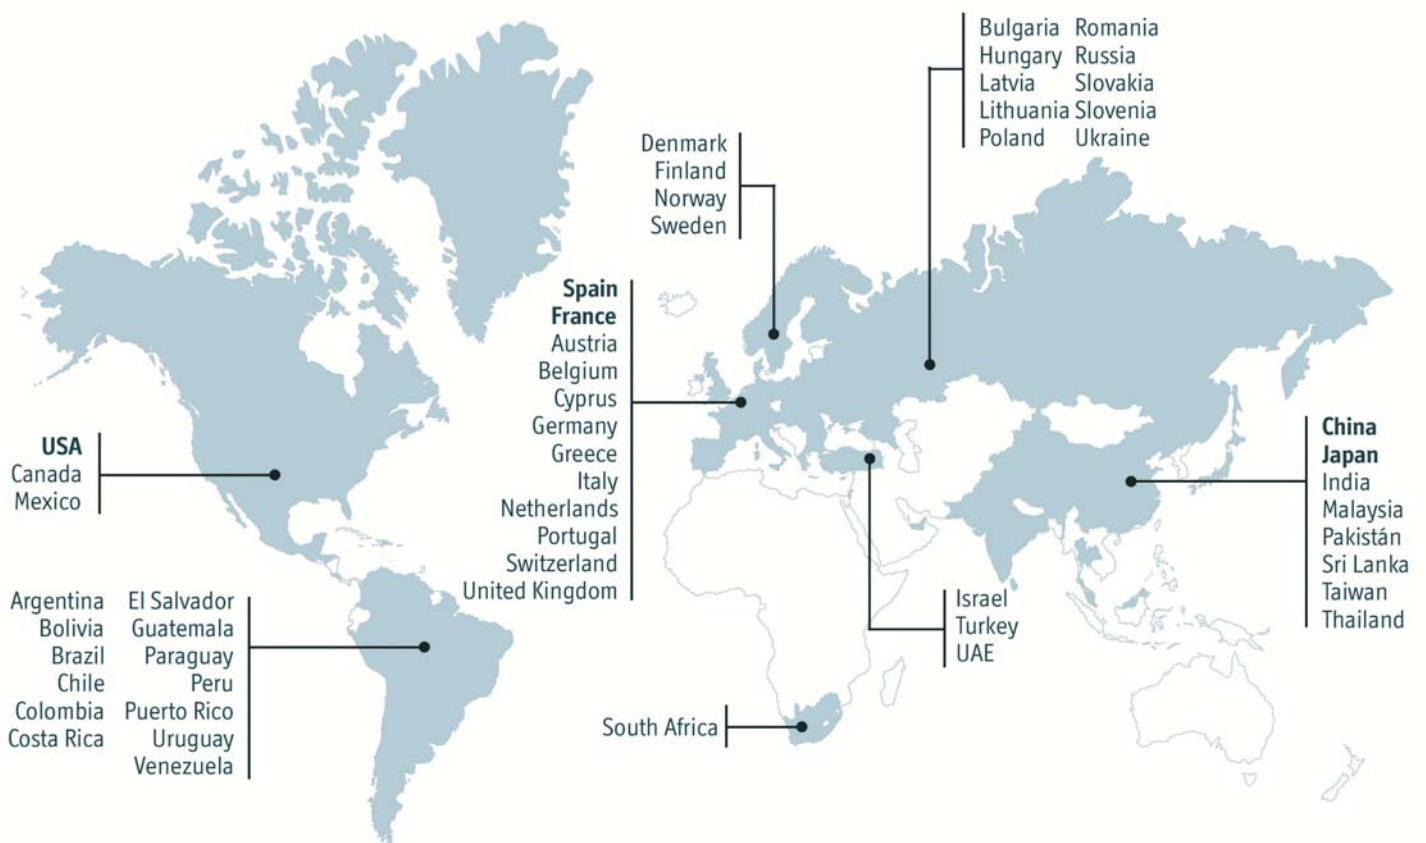 Bulgaria Romania
Hungary Russia
Latvia Slovakia
Lithuania Slovenia
Poland Ukraine
Denmark
Finland
Norway
Sweden
Spain
France
Austria
Belgium
Cyprus
Germany
Greece
Italy
Netherlands
Portugal
Switzerland
United Kingdom
USA
Canada
Mexico
China
Japan
India
Malaysia
Pakistán
Sri Lanka
Taiwan
Thailand
Argentina El Salvador
Bolivia Guatemala
Brazil Paraguay
Chile Peru
Colombia Puerto Rico
Costa Rica Uruguay
Venezuela
Israel
Turkey
UAE
South Africa